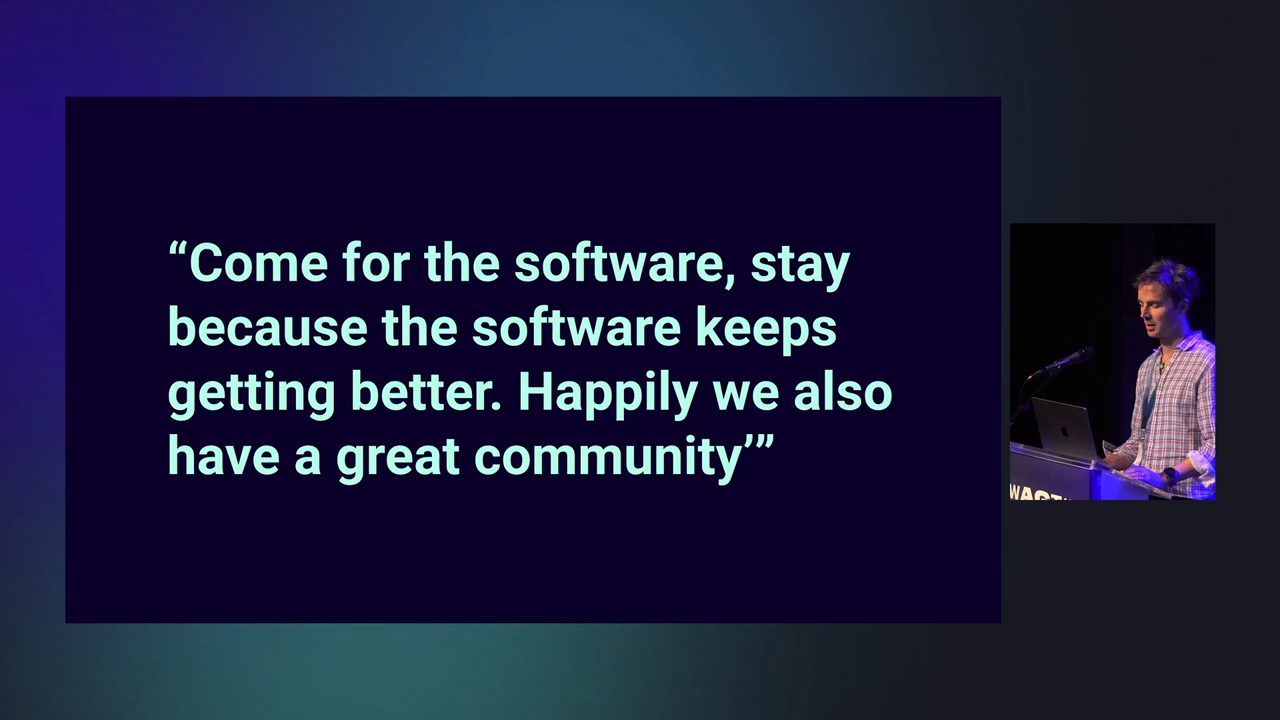 “Come for the software, stay
because the software keeps
getting better. Happily we also
have a great community’”